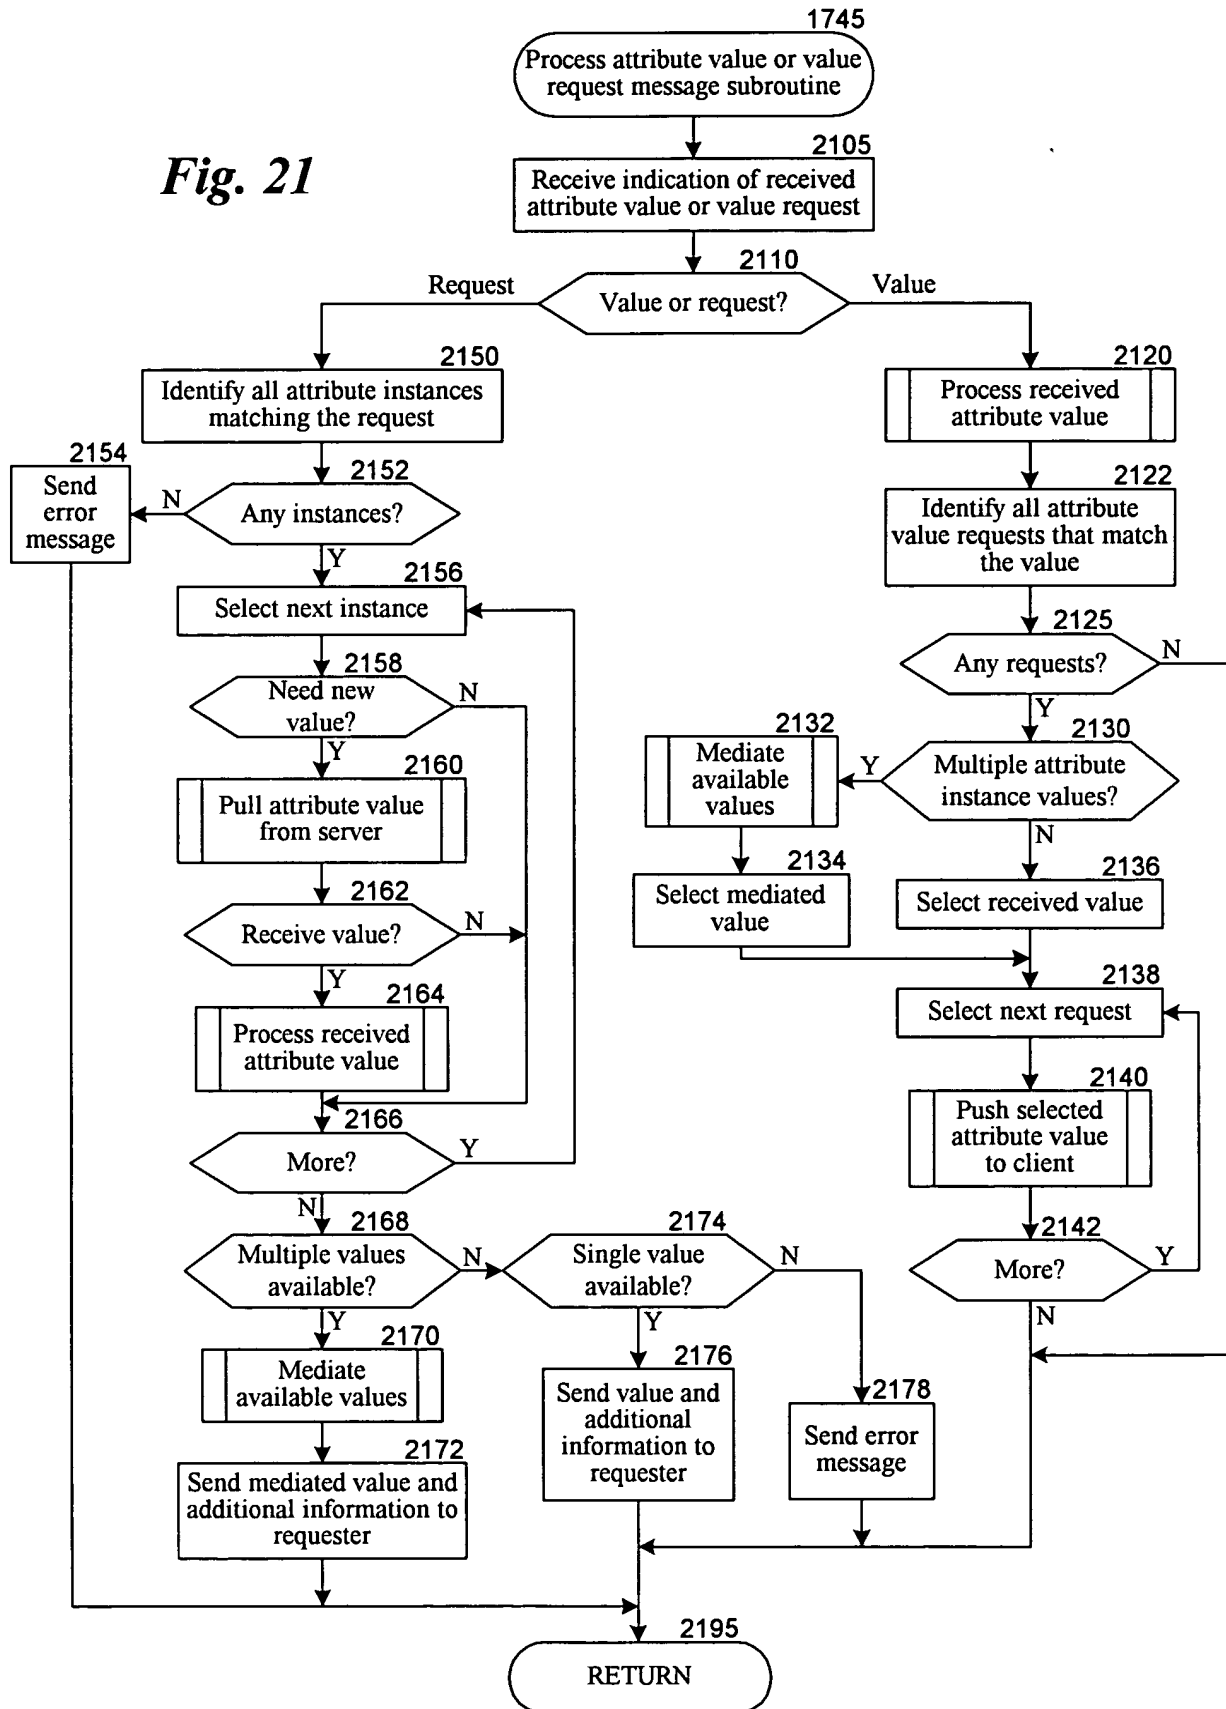 1745
Process attribute value or value
request message subroutine
Fig. 21
2105
Receive indication of received
attribute value or value request
2110
Request
Value or request?
Value
2150
Identify all attribute instances
matching the request
2154
Send
error
message
2152
N
Any instances?
Y
2156
Select next instance
2158
Need new
value?
N
Y
2160
Pull attribute value
from server
2162
Receive value?
N
Y
2164
Process received
attribute value
2166
More?
Y
N
2168
Multiple values
available?
N
Y
2170
Mediate
available values
2172
Send mediated value and
additional information to
requester
2174
Single value
available?
N
Y
2176
Send value and
additional
information to
requester
2178
Send error
message
2120
Process received
attribute value
2122
Identify all attribute
value requests that match
the value
2125
Any requests?
N
Y
2130
Multiple attribute
instance values?
Y
N
2132
Mediate
available
values
2134
Select mediated
value
2136
Select received value
2138
Select next request
2140
Push selected
attribute value
to client
2142
More?
Y
N
2195
RETURN